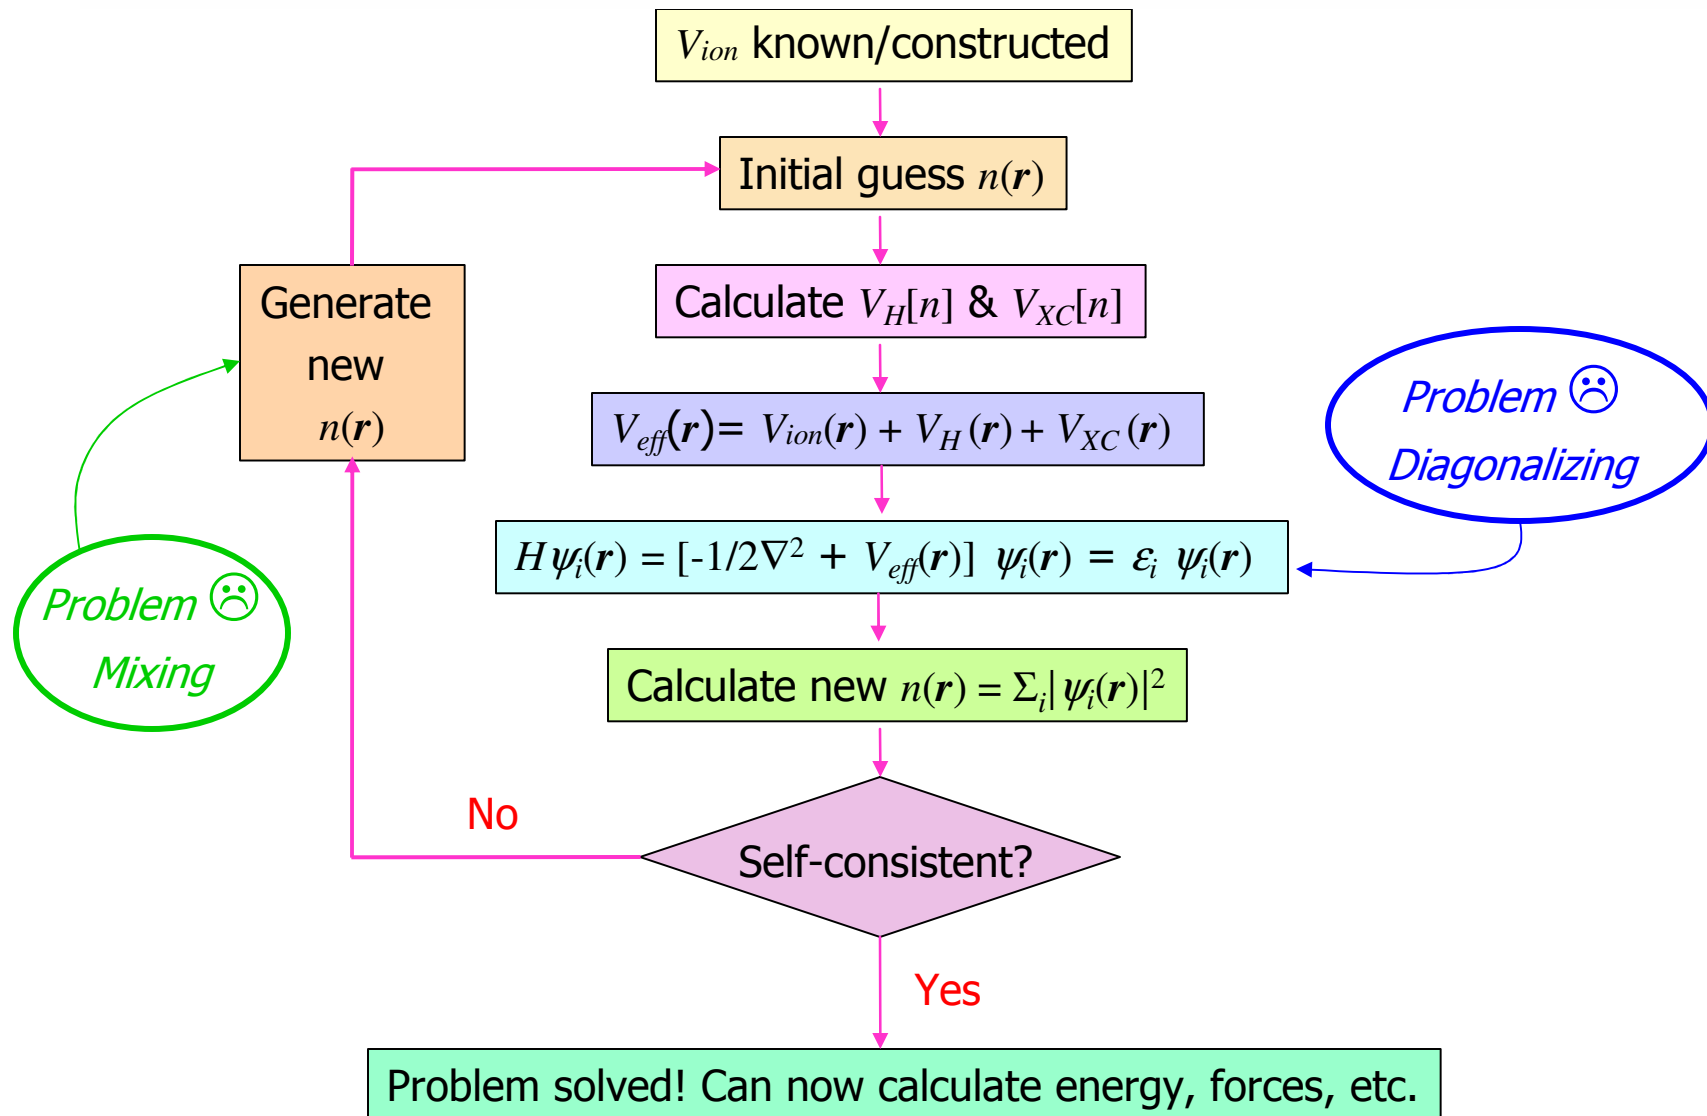 V_ion known/constructed
Initial guess n(r)
Generate
new
n(r)
Calculate V_H[n] & V_XC[n]
V_eff(r)= V_ion(r) + V_H(r) + V_XC(r)
Problem ☹
Diagonalizing
Hψ_i(r) = [-1/2∇² + V_eff(r)] ψ_i(r) = ε_i ψ_i(r)
Problem ☹
Mixing
Calculate new n(r) = Σ_i|ψ_i(r)|²
No
Self-consistent?
Yes
Problem solved! Can now calculate energy, forces, etc.